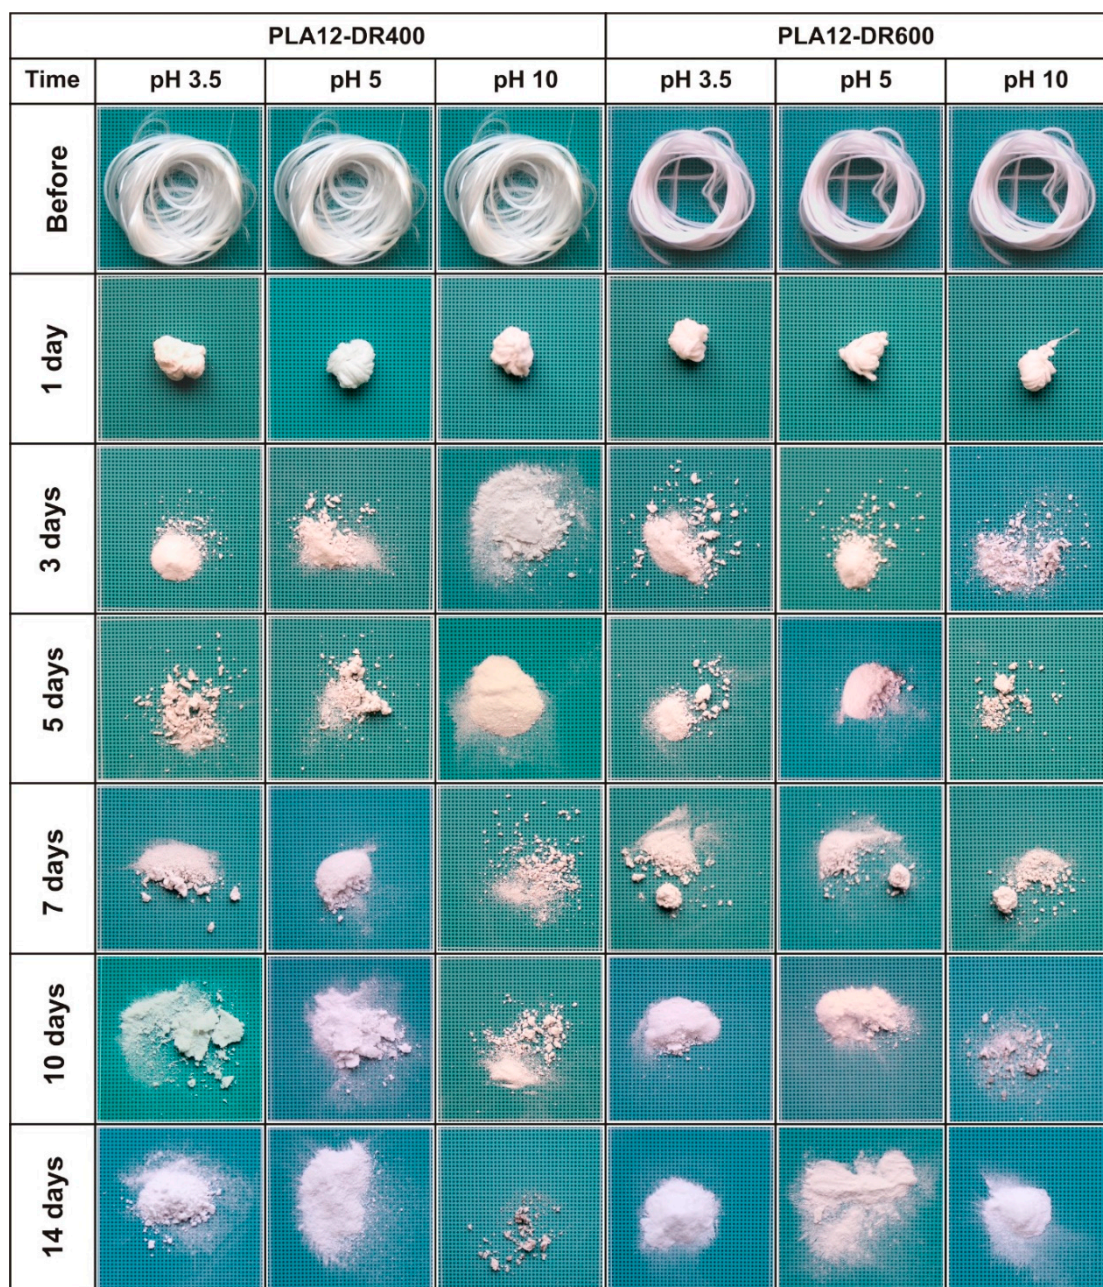 PLA12-DR400 PLA12-DR600
Time pH 3.5 pH 5 pH 10 pH 3.5 pH 5 pH 10
Before
1 day
3 days
5 days
7 days
10 days
14 days